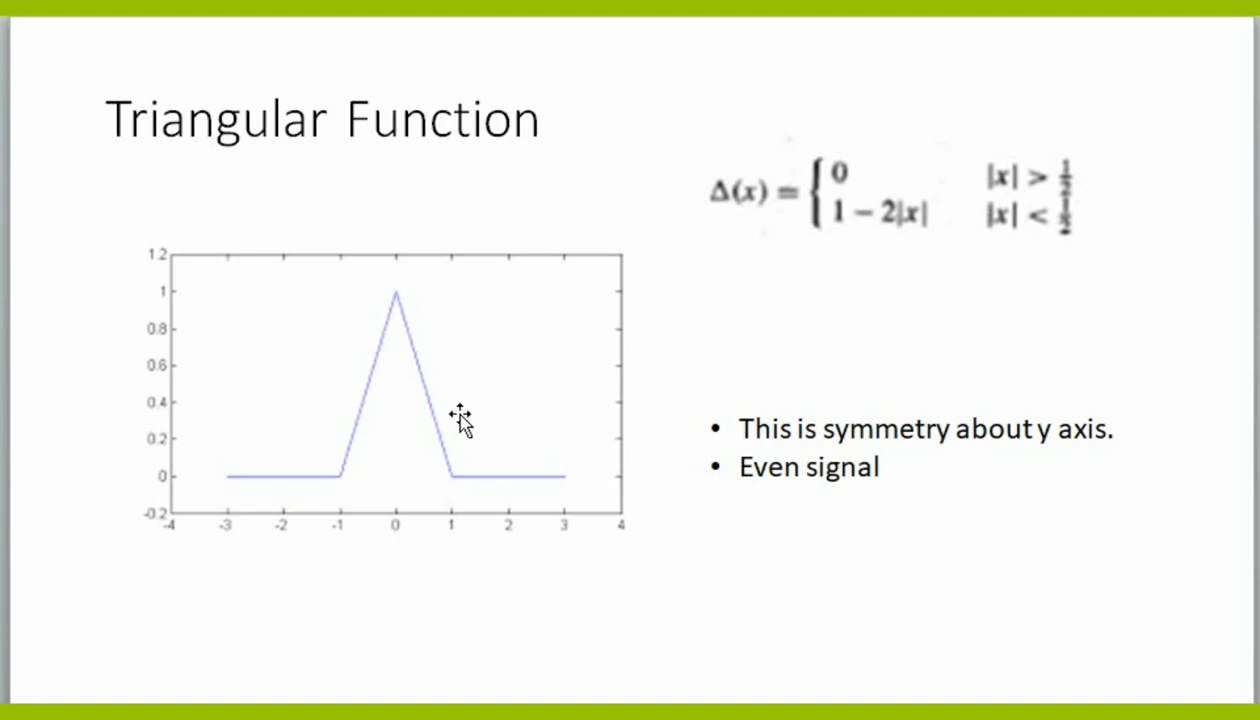 Triangular Function
Δ(x) = { 0 |x| > 1/2
1 − 2|x| |x| < 1/2
1.2
1
0.8
0.6
0.4
0.2
0
-0.2
-4 -3 -2 -1 0 1 2 3 4
• This is symmetry about y axis.
• Even signal